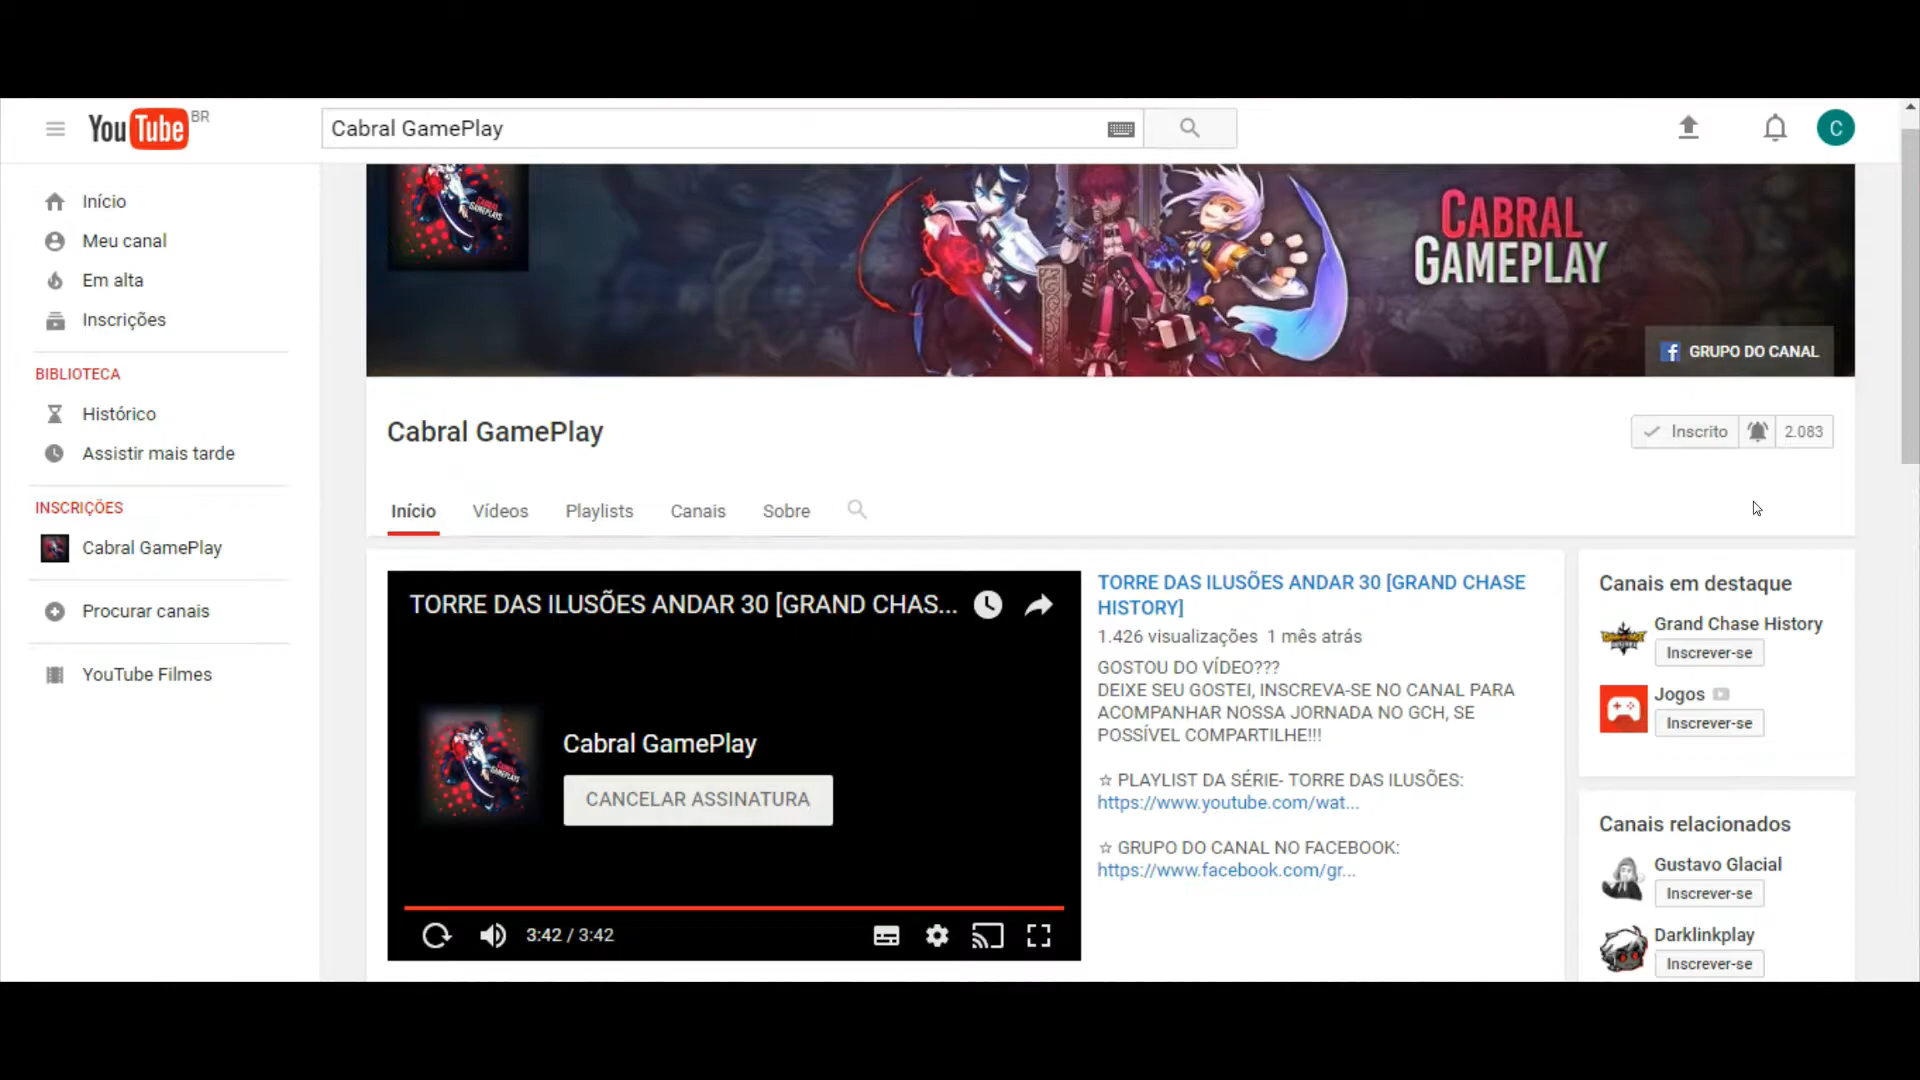 YouTube BR
Cabral GamePlay
C
Início
Meu canal
Em alta
Inscrições
BIBLIOTECA
Histórico
Assistir mais tarde
INSCRIÇÕES
Cabral GamePlay
Procurar canais
YouTube Filmes
CABRAL
GAMEPLAYS
CABRAL
GAMEPLAY
GRUPO DO CANAL
Cabral GamePlay
Inscrito 2.083
Início Vídeos Playlists Canais Sobre
TORRE DAS ILUSÕES ANDAR 30 [GRAND CHAS...
Cabral GamePlay
CANCELAR ASSINATURA
CABRAL
GAMEPLAYS
3:42 / 3:42
TORRE DAS ILUSÕES ANDAR 30 [GRAND CHASE
HISTORY]
1.426 visualizações 1 mês atrás
GOSTOU DO VÍDEO???
DEIXE SEU GOSTEI, INSCREVA-SE NO CANAL PARA
ACOMPANHAR NOSSA JORNADA NO GCH, SE
POSSÍVEL COMPARTILHE!!!
☆ PLAYLIST DA SÉRIE- TORRE DAS ILUSÕES:
https://www.youtube.com/wat...
☆ GRUPO DO CANAL NO FACEBOOK:
https://www.facebook.com/gr...
Canais em destaque
Grand Chase History
Inscrever-se
Jogos
Inscrever-se
Canais relacionados
Gustavo Glacial
Inscrever-se
Darklinkplay
Inscrever-se